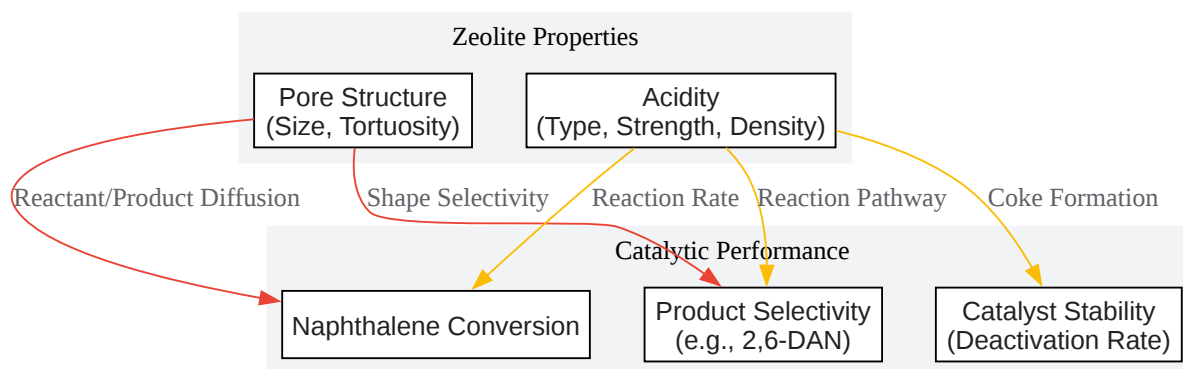 Zeolite Properties
Pore Structure
(Size, Tortuosity)
Acidity
(Type, Strength, Density)
Reactant/Product Diffusion
Shape Selectivity
Reaction Rate
Reaction Pathway
Coke Formation
Catalytic Performance
Naphthalene Conversion
Product Selectivity
(e.g., 2,6-DAN)
Catalyst Stability
(Deactivation Rate)